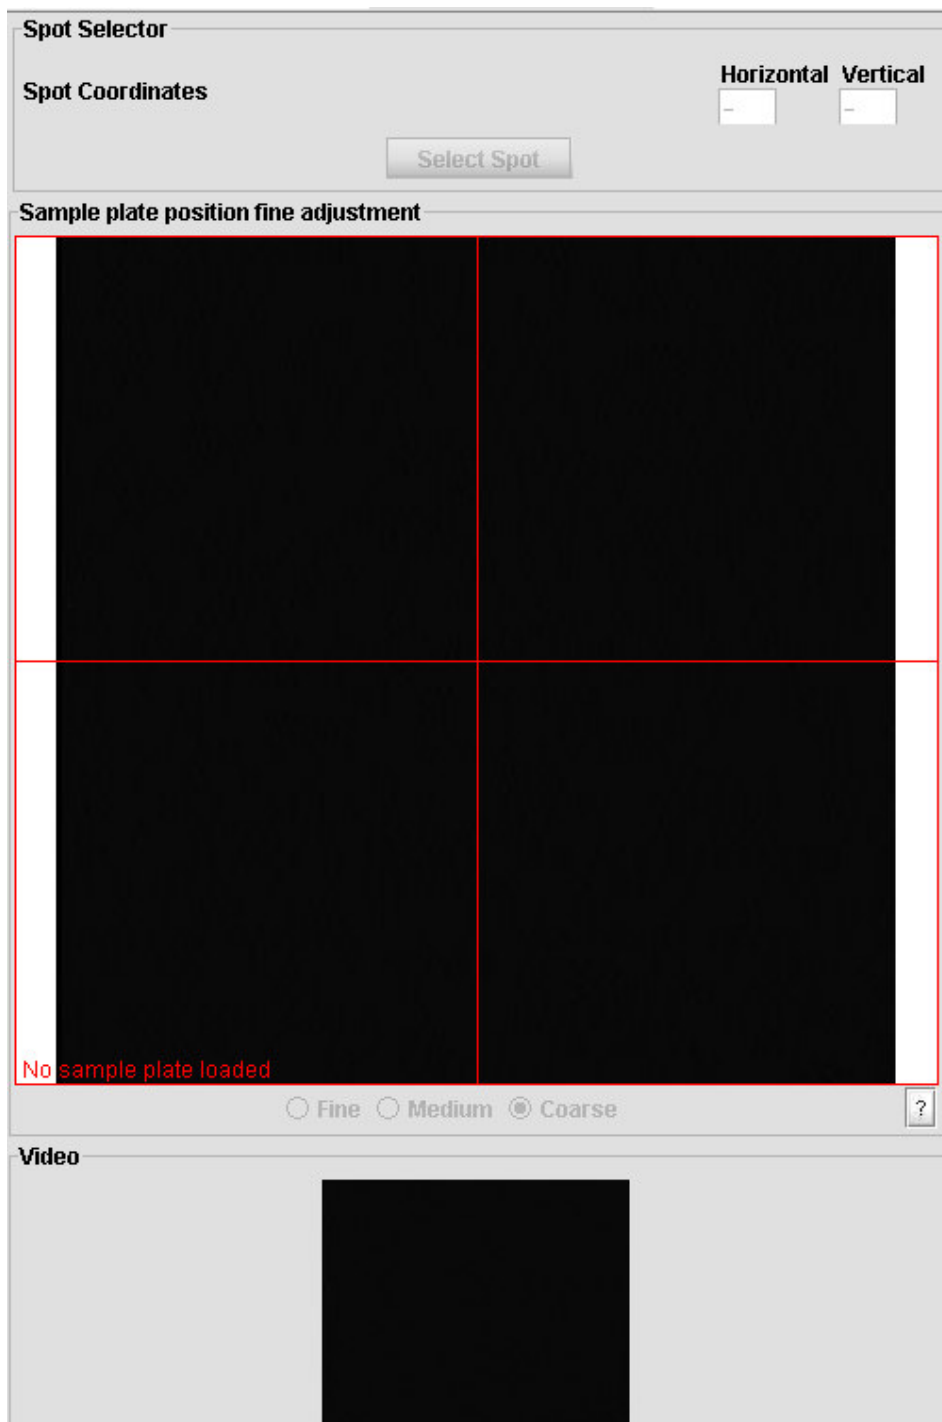 Spot Selector
Horizontal Vertical
Spot Coordinates
–
–
Select Spot
Sample plate position fine adjustment
No sample plate loaded
Fine Medium Coarse
?
Video